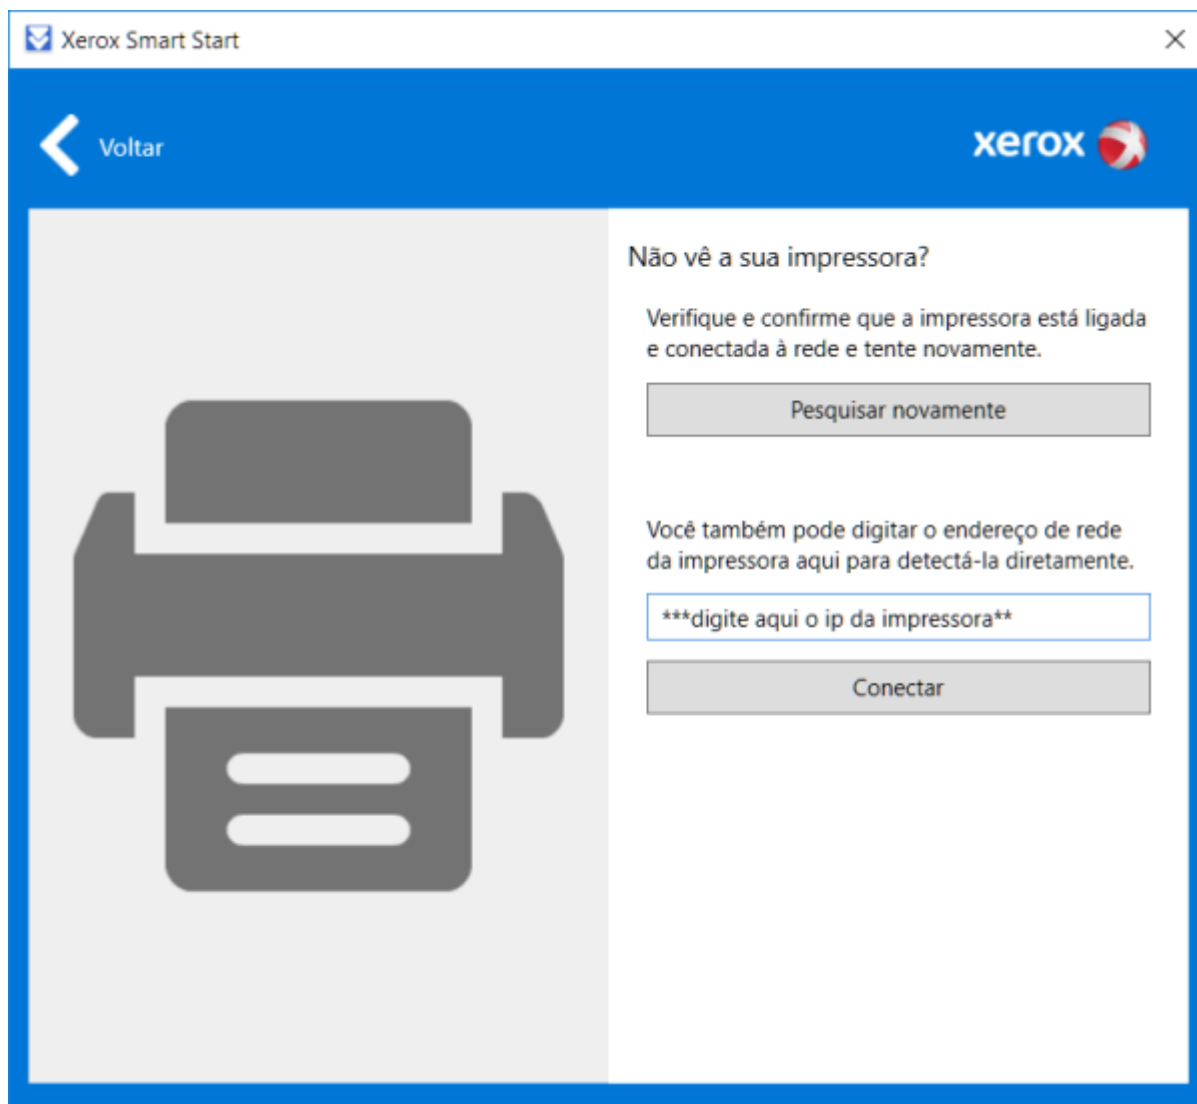 Xerox Smart Start
Voltar
xerox
Não vê a sua impressora?
Verifique e confirme que a impressora está ligada
e conectada à rede e tente novamente.
Pesquisar novamente
Você também pode digitar o endereço de rede
da impressora aqui para detectá-la diretamente.
***digite aqui o ip da impressora**
Conectar